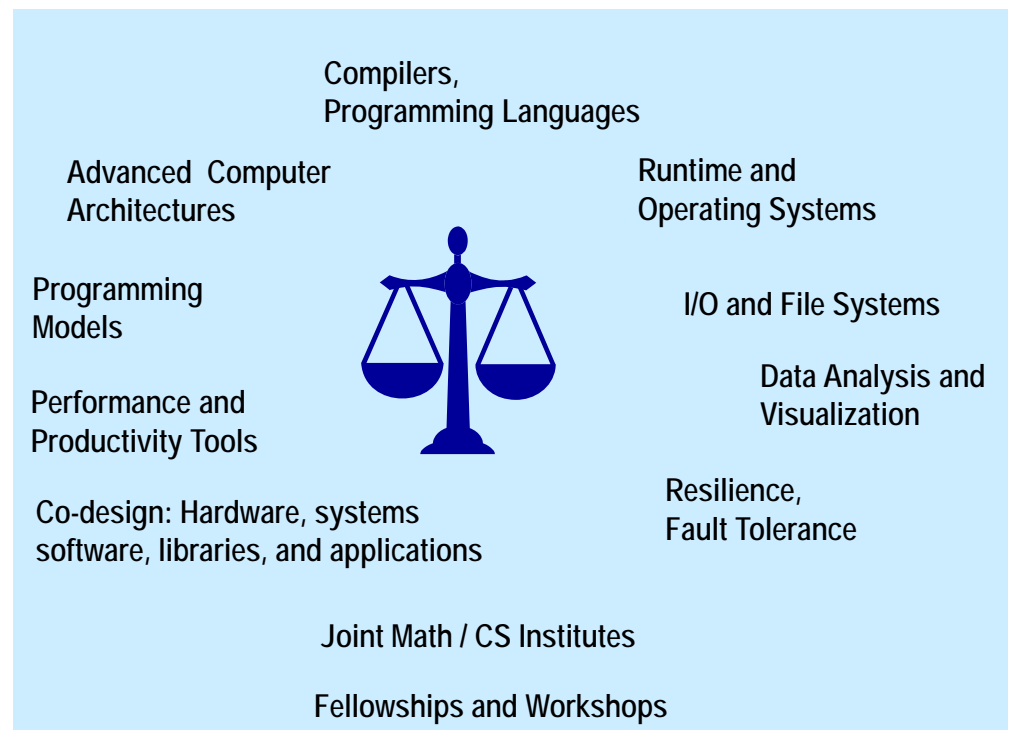 Compilers,
Programming Languages
Advanced Computer
Architectures
Runtime and
Operating Systems
Programming
Models
I/O and File Systems
Data Analysis and
Visualization
Performance and
Productivity Tools
Resilience,
Fault Tolerance
Co-design: Hardware, systems
software, libraries, and applications
Joint Math / CS Institutes
Fellowships and Workshops